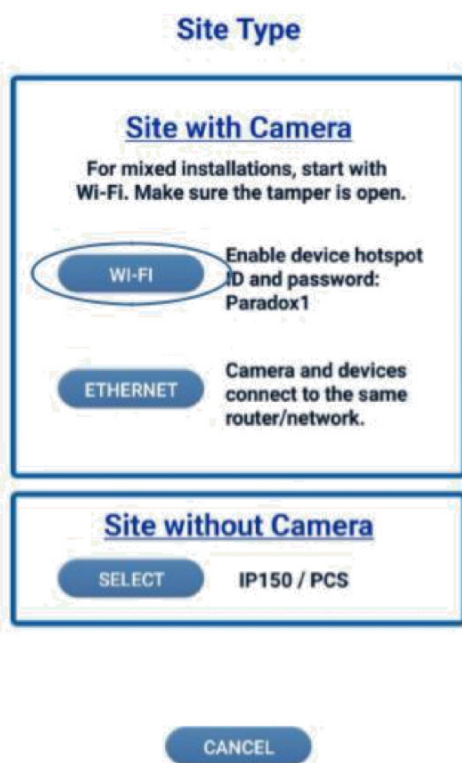 Site Type
Site with Camera
For mixed installations, start with
Wi-Fi. Make sure the tamper is open.
WI-FI
Enable device hotspot
ID and password:
Paradox1
ETHERNET
Camera and devices
connect to the same
router/network.
Site without Camera
SELECT
IP150 / PCS
CANCEL